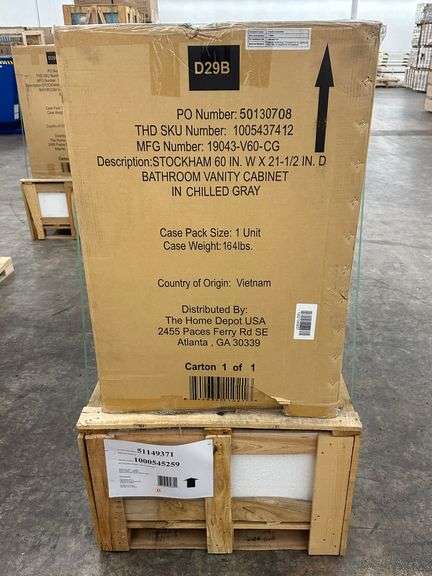 D29B
PO Number: 50130708
THD SKU Number: 1005437412
MFG Number: 19043-V60-CG
Description:STOCKHAM 60 IN. W X 21-1/2 IN. D
BATHROOM VANITY CABINET
IN CHILLED GRAY
Case Pack Size: 1 Unit
Case Weight: 164lbs.
Country of Origin: Vietnam
Distributed By:
The Home Depot USA
2455 Paces Ferry Rd SE
Atlanta , GA 30339
Carton 1 of 1
51149371
1000545259